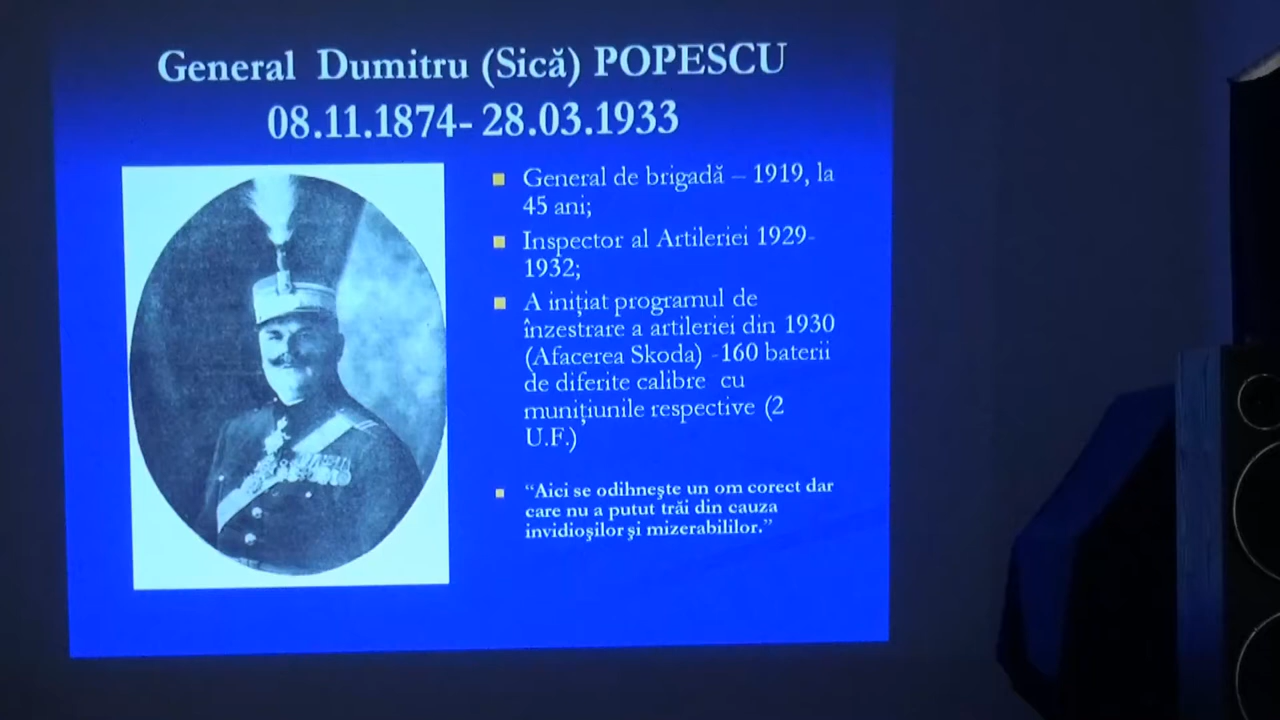 General Dumitru (Sică) POPESCU
08.11.1874- 28.03.1933
General de brigadă – 1919, la
45 ani;
Inspector al Artileriei 1929-
1932;
A inițiat programul de
înzestrare a artileriei din 1930
(Afacerea Skoda) -160 baterii
de diferite calibre cu
munițiunile respective (2
U.F.)
“Aici se odihneşte un om corect dar
care nu a putut trăi din cauza
invidioşilor şi mizerabililor.”